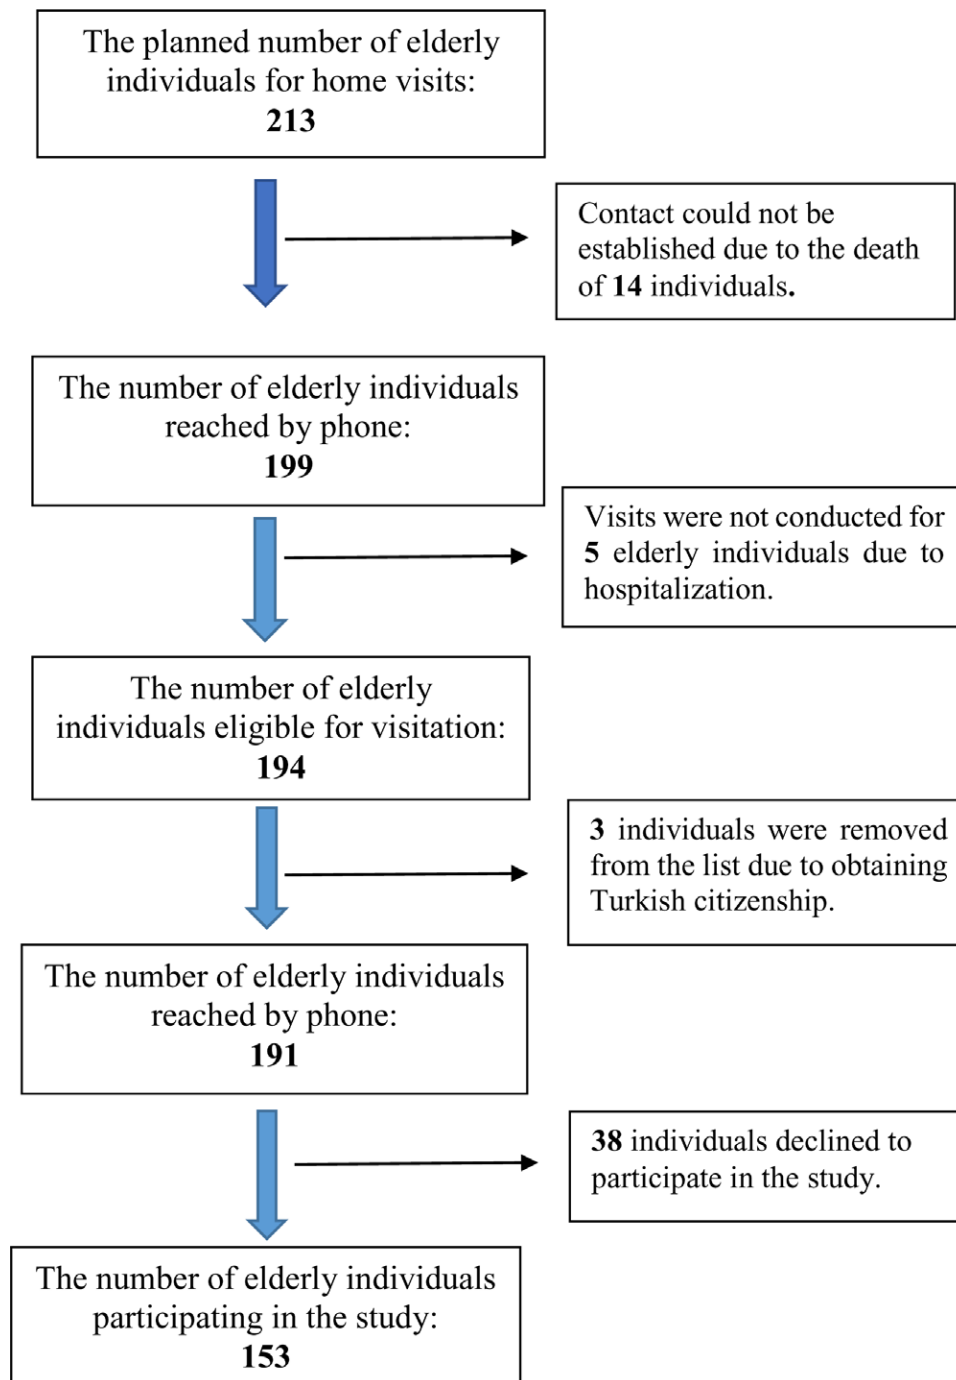 The planned number of elderly
individuals for home visits:
213
Contact could not be
established due to the death
of 14 individuals.
The number of elderly individuals
reached by phone:
199
Visits were not conducted for
5 elderly individuals due to
hospitalization.
The number of elderly
individuals eligible for visitation:
194
3 individuals were removed
from the list due to obtaining
Turkish citizenship.
The number of elderly individuals
reached by phone:
191
38 individuals declined to
participate in the study.
The number of elderly individuals
participating in the study:
153